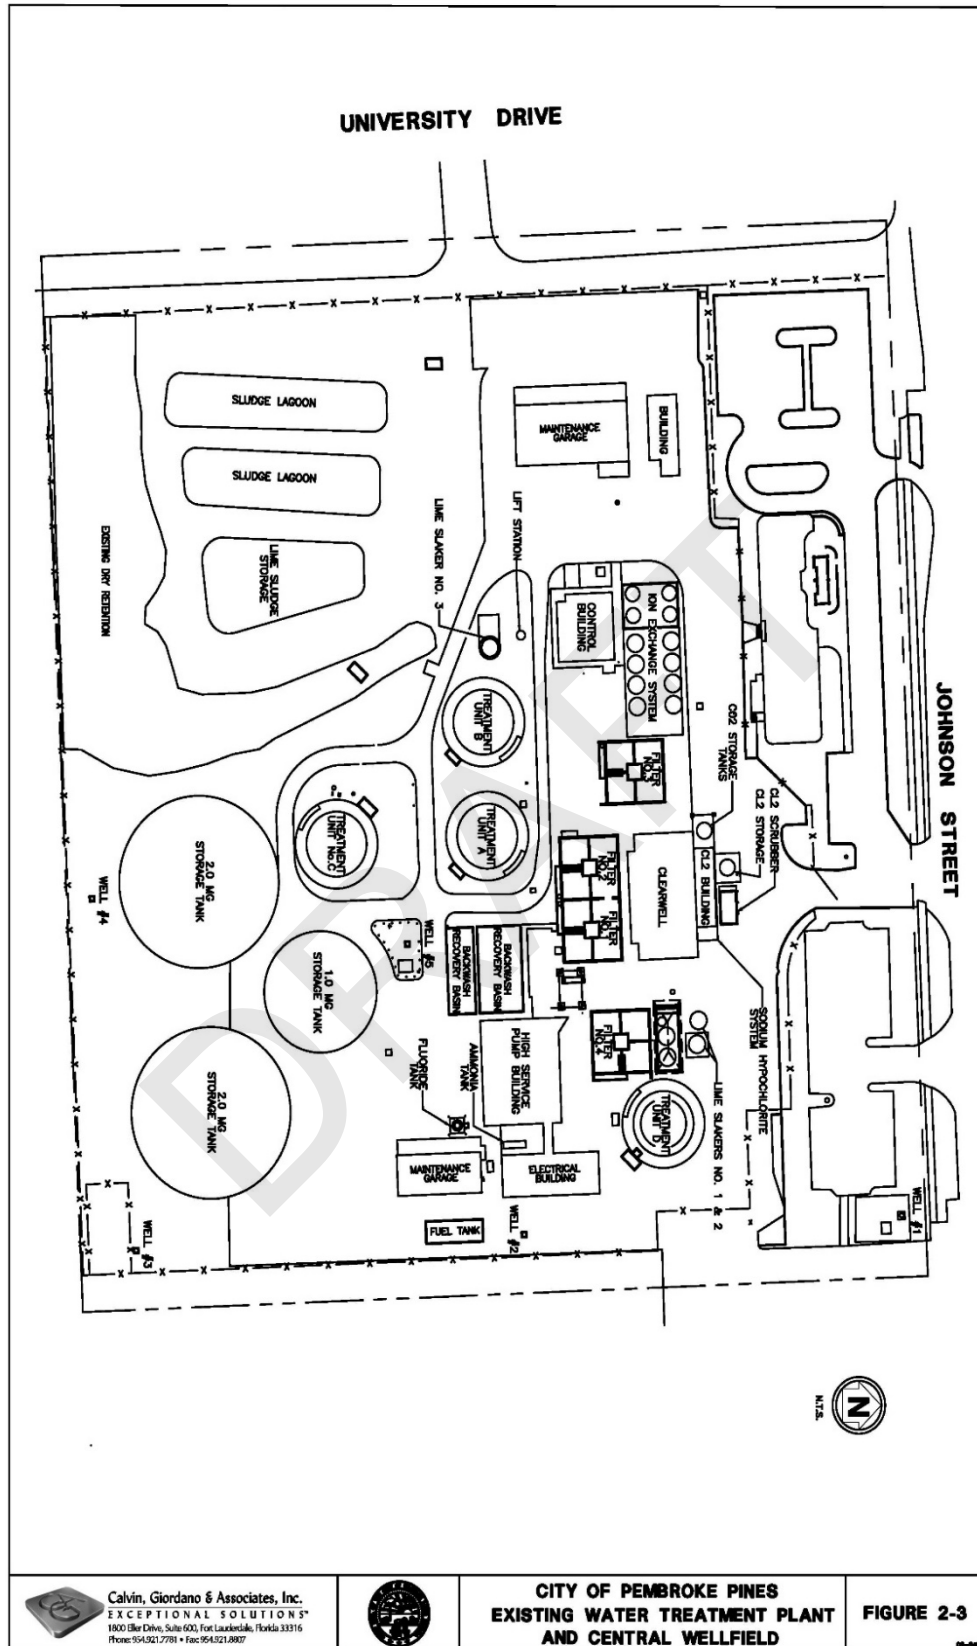 UNIVERSITY DRIVE
SLUDGE LAGOON
SLUDGE LAGOON
LIME SLUDGE
STORAGE
EXISTING DRY RETENTION
MAINTENANCE
GARAGE
BUILDING
LIFT STATION
LIME SLAKER NO. 3
CONTROL
BUILDING
ION EXCHANGE SYSTEM
TREATMENT
UNIT B
TREATMENT
UNIT A
TREATMENT
UNIT No.C
FILTER
NO.3
CO2 STORAGE
TANKS
CL2 SCRUBBER
CL2 STORAGE
JOHNSON STREET
2.0 MG
STORAGE TANK
WELL #4
FILTER
NO.2
FILTER
NO.1
CLEARWELL
CL2 BUILDING
WELL #5
BACKWASH
RECOVERY BASIN
BACKWASH
RECOVERY BASIN
1.0 MG
STORAGE TANK
SODIUM HYPOCHLORITE
SYSTEM
HIGH SERVICE
PUMP BUILDING
FILTER
NO.4
AMMONIA
TANK
FLUORIDE
TANK
2.0 MG
STORAGE TANK
TREATMENT
UNIT D
LIME SLAKERS NO. 1 & 2
MAINTENANCE
GARAGE
ELECTRICAL
BUILDING
FUEL TANK
WELL #2
WELL #3
WELL #1
DRAFT
N
N.T.S.
Calvin, Giordano & Associates, Inc.
EXCEPTIONAL SOLUTIONS™
1800 Eller Drive, Suite 600, Fort Lauderdale, Florida 33316
Phone: 954.921.7781 • Fax: 954.921.8807
CITY OF PEMBROKE PINES
EXISTING WATER TREATMENT PLANT
AND CENTRAL WELLFIELD
FIGURE 2-3